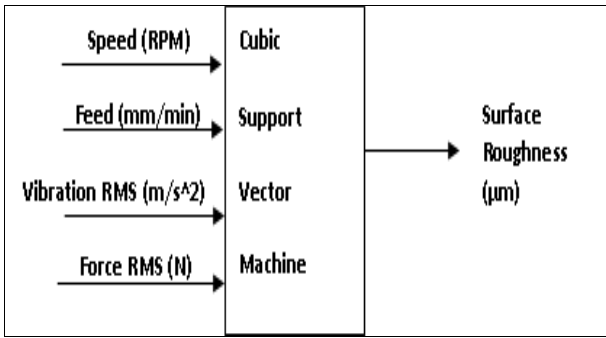 Speed (RPM)
Feed (mm/min)
Vibration RMS (m/s^2)
Force RMS (N)
Cubic
Support
Vector
Machine
Surface
Roughness
(µm)